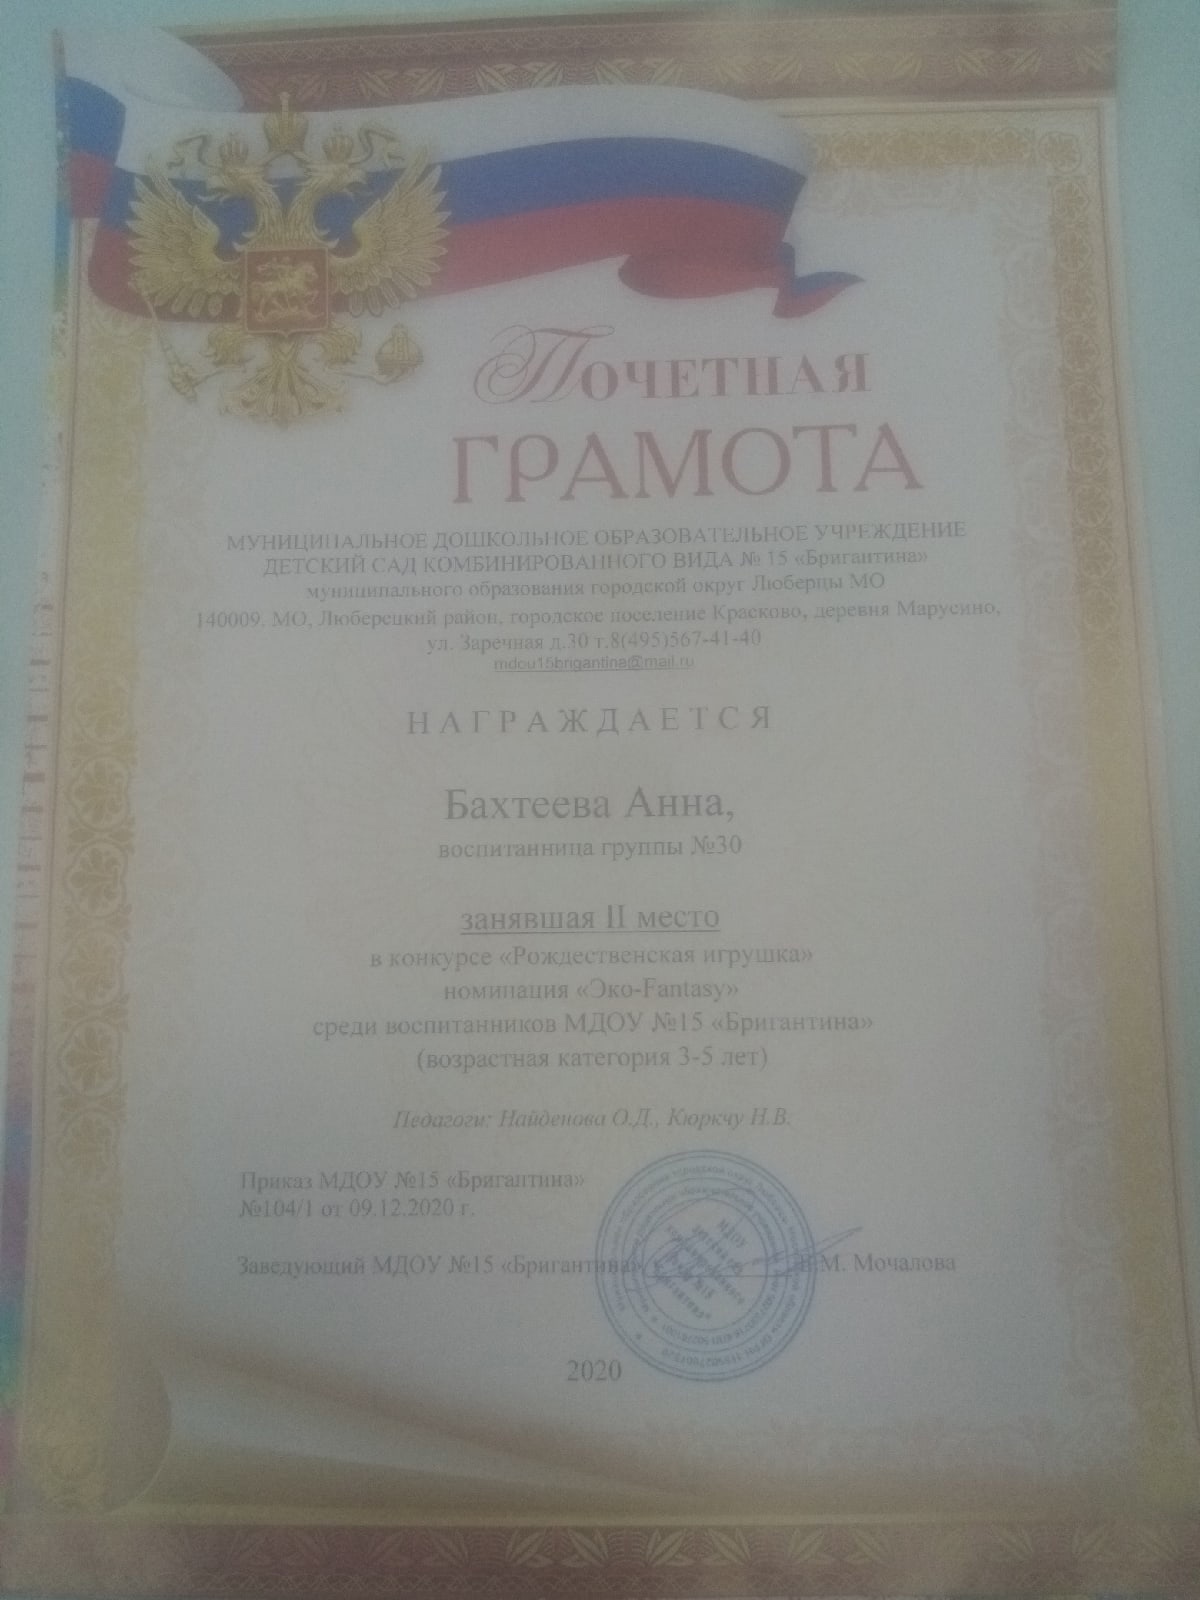 Почетная
ГРАМОТА
МУНИЦИПАЛЬНОЕ ДОШКОЛЬНОЕ ОБРАЗОВАТЕЛЬНОЕ УЧРЕЖДЕНИЕ
ДЕТСКИЙ САД КОМБИНИРОВАННОГО ВИДА № 15 «Бригантина»
муниципального образования городской округ Люберцы МО
140009. МО, Люберецкий район, городское поселение Красково, деревня Марусино,
ул. Заречная д.30 т.8(495)567-41-40
mdou15brigantina@mail.ru
НАГРАЖДАЕТСЯ
Бахтеева Анна,
воспитанница группы №30
занявшая II место
в конкурсе «Рождественская игрушка»
номинация «Эко-Fantasy»
среди воспитанников МДОУ №15 «Бригантина»
(возрастная категория 3-5 лет)
Педагоги: Найденова О.Д., Кюркчу Н.В.
Приказ МДОУ №15 «Бригантина»
№104/1 от 09.12.2020 г.
Заведующий МДОУ №15 «Бригантина» В.М. Мочалова
МДОУ
2020